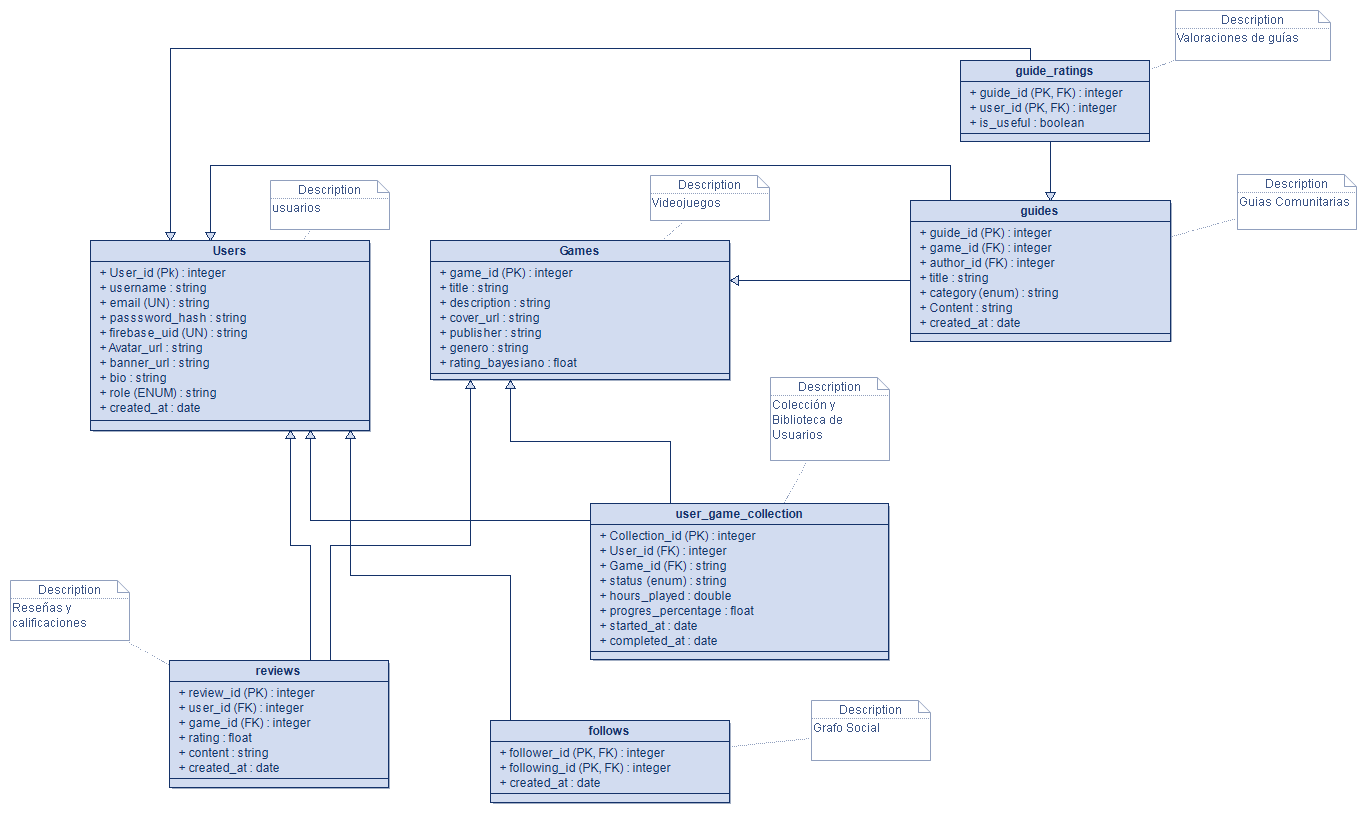 Description
Valoraciones de guías
guide_ratings
+ guide_id (PK, FK) : integer
+ user_id (PK, FK) : integer
+ is_useful : boolean
Description
usuarios
Description
Videojuegos
Description
Guias Comunitarias
Users
+ User_id (Pk) : integer
+ username : string
+ email (UN) : string
+ passsword_hash : string
+ firebase_uid (UN) : string
+ Avatar_url : string
+ banner_url : string
+ bio : string
+ role (ENUM) : string
+ created_at : date
Games
+ game_id (PK) : integer
+ title : string
+ description : string
+ cover_url : string
+ publisher : string
+ genero : string
+ rating_bayesiano : float
guides
+ guide_id (PK) : integer
+ game_id (FK) : integer
+ author_id (FK) : integer
+ title : string
+ category (enum) : string
+ Content : string
+ created_at : date
Description
Colección y
Biblioteca de
Usuarios
user_game_collection
+ Collection_id (PK) : integer
+ User_id (FK) : integer
+ Game_id (FK) : string
+ status (enum) : string
+ hours_played : double
+ progres_percentage : float
+ started_at : date
+ completed_at : date
Description
Reseñas y
calificaciones
reviews
+ review_id (PK) : integer
+ user_id (FK) : integer
+ game_id (FK) : integer
+ rating : float
+ content : string
+ created_at : date
follows
+ follower_id (PK, FK) : integer
+ following_id (PK, FK) : integer
+ created_at : date
Description
Grafo Social